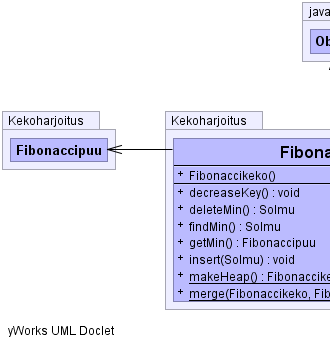 java
Ob
Kekoharjoitus
Fibonaccipuu
Kekoharjoitus
Fibona
+ Fibonaccikeko()
+ decreaseKey() : void
+ deleteMin() : Solmu
+ findMin() : Solmu
+ getMin() : Fibonaccipuu
+ insert(Solmu) : void
+ makeHeap() : Fibonaccike
+ merge(Fibonaccikeko, Fib
yWorks UML Doclet